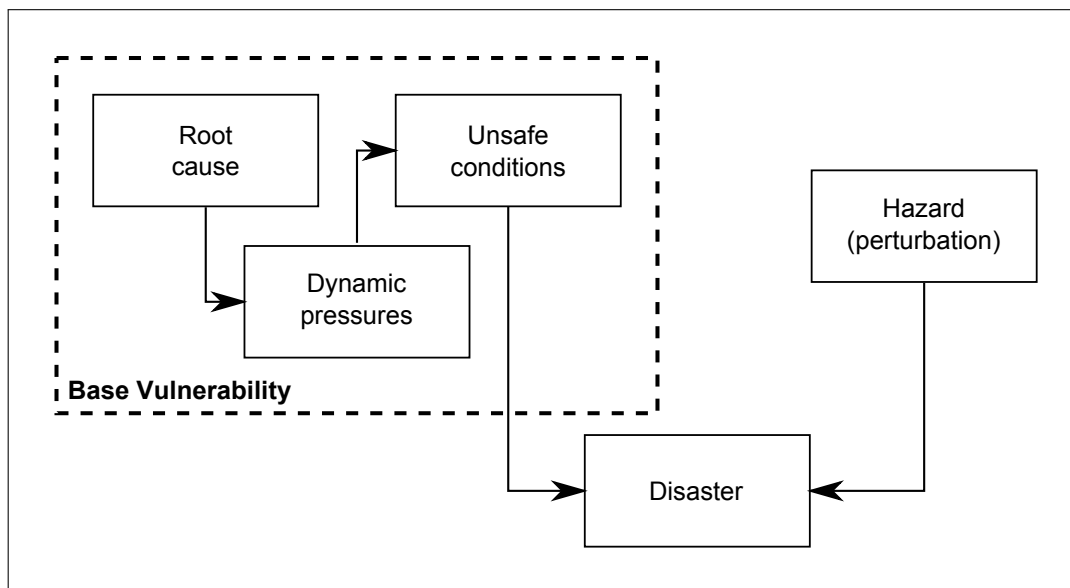 Root
cause
Unsafe
conditions
Hazard
(perturbation)
Dynamic
pressures
Base Vulnerability
Disaster